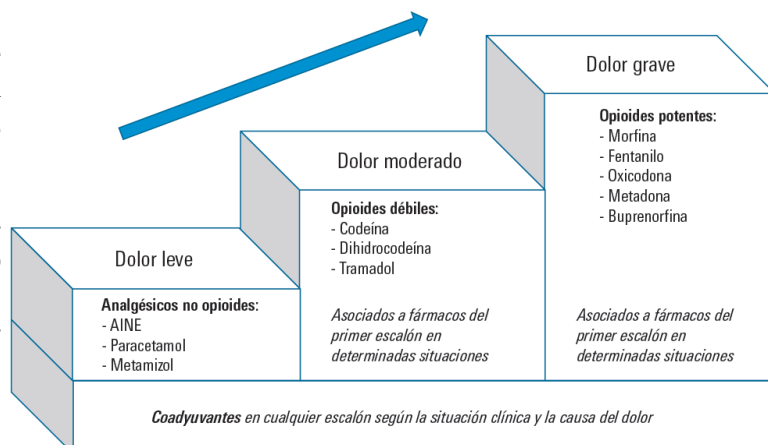 Dolor grave
Opioides potentes:
- Morfina
- Fentanilo
- Oxicodona
- Metadona
- Buprenorfina
Asociados a fármacos del
primer escalón en
determinadas situaciones
Dolor moderado
Opioides débiles:
- Codeína
- Dihidrocodeína
- Tramadol
Asociados a fármacos del
primer escalón en
determinadas situaciones
Dolor leve
Analgésicos no opioides:
- AINE
- Paracetamol
- Metamizol
Coadyuvantes en cualquier escalón según la situación clínica y la causa del dolor